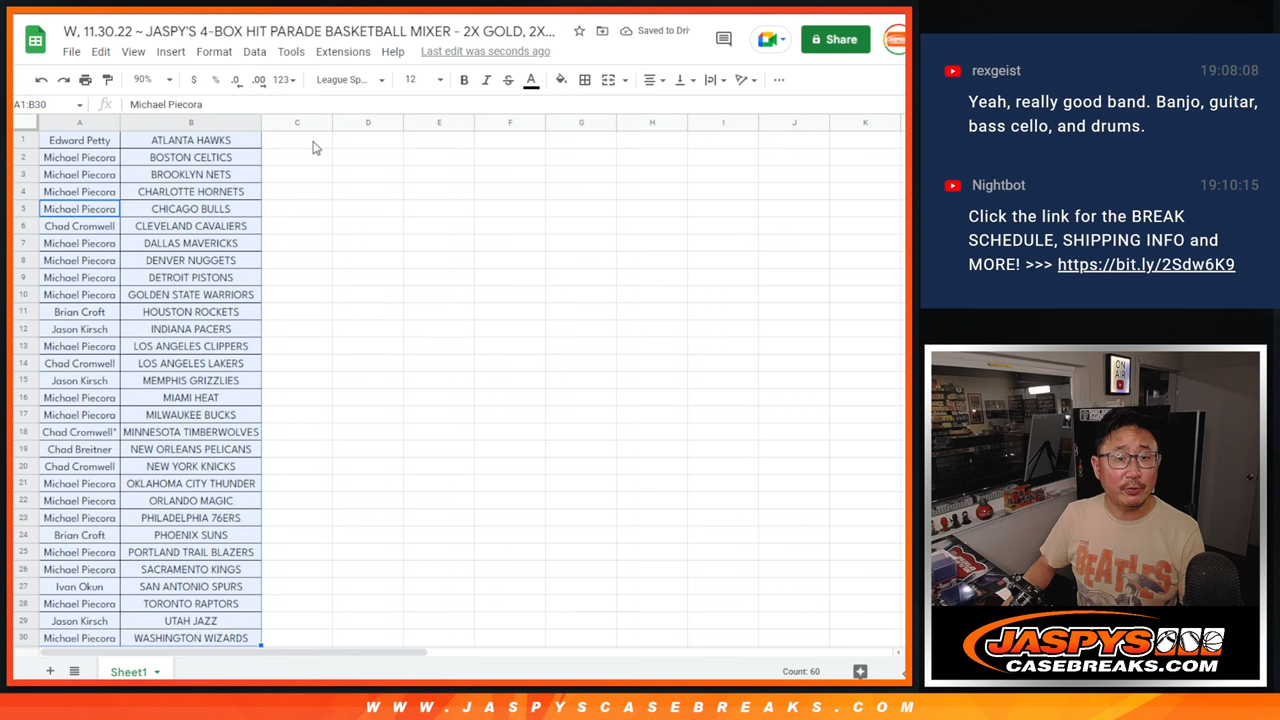 W, 11.30.22 ~ JASPY'S 4-BOX HIT PARADE BASKETBALL MIXER - 2X GOLD, 2X...
Saved to Dri
File Edit View Insert Format Data Tools Extensions Help Last edit was seconds ago
Share
90% $ % .0 .00 123 League Sp... 12 B I S A
A1:B30 fx Michael Piecora
A B C D E F G H I J K
1 Edward Petty ATLANTA HAWKS
2 Michael Piecora BOSTON CELTICS
3 Michael Piecora BROOKLYN NETS
4 Michael Piecora CHARLOTTE HORNETS
5 Michael Piecora CHICAGO BULLS
6 Chad Cromwell CLEVELAND CAVALIERS
7 Michael Piecora DALLAS MAVERICKS
8 Michael Piecora DENVER NUGGETS
9 Michael Piecora DETROIT PISTONS
10 Michael Piecora GOLDEN STATE WARRIORS
11 Brian Croft HOUSTON ROCKETS
12 Jason Kirsch INDIANA PACERS
13 Michael Piecora LOS ANGELES CLIPPERS
14 Chad Cromwell LOS ANGELES LAKERS
15 Jason Kirsch MEMPHIS GRIZZLIES
16 Michael Piecora MIAMI HEAT
17 Michael Piecora MILWAUKEE BUCKS
18 Chad Cromwell* MINNESOTA TIMBERWOLVES
19 Chad Breitner NEW ORLEANS PELICANS
20 Chad Cromwell NEW YORK KNICKS
21 Michael Piecora OKLAHOMA CITY THUNDER
22 Michael Piecora ORLANDO MAGIC
23 Michael Piecora PHILADELPHIA 76ERS
24 Brian Croft PHOENIX SUNS
25 Michael Piecora PORTLAND TRAIL BLAZERS
26 Michael Piecora SACRAMENTO KINGS
27 Ivan Okun SAN ANTONIO SPURS
28 Michael Piecora TORONTO RAPTORS
29 Jason Kirsch UTAH JAZZ
30 Michael Piecora WASHINGTON WIZARDS
Sheet1
Count: 60
rexgeist 19:08:08
Yeah, really good band. Banjo, guitar,
bass cello, and drums.
Nightbot 19:10:15
Click the link for the BREAK
SCHEDULE, SHIPPING INFO and
MORE! >>> https://bit.ly/2Sdw6K9
ON
AIR
THE
BEATLES
JASPYS
CASEBREAKS.COM
WWW.JASPYSCASEBREAKS.COM